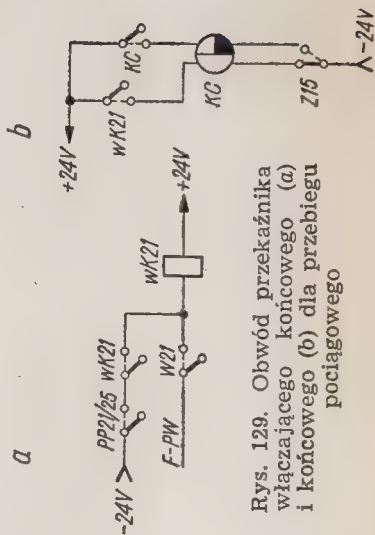 a
b
-24V
PP21/25
WK21
F-PW
W21
WK21
+24V
+24V
WK21
KC
KC
Z15
-24V
Rys. 129. Obwód przekaźnika
włączającego końcowego (a)
i końcowego (b) dla przebiegu
pociągowego